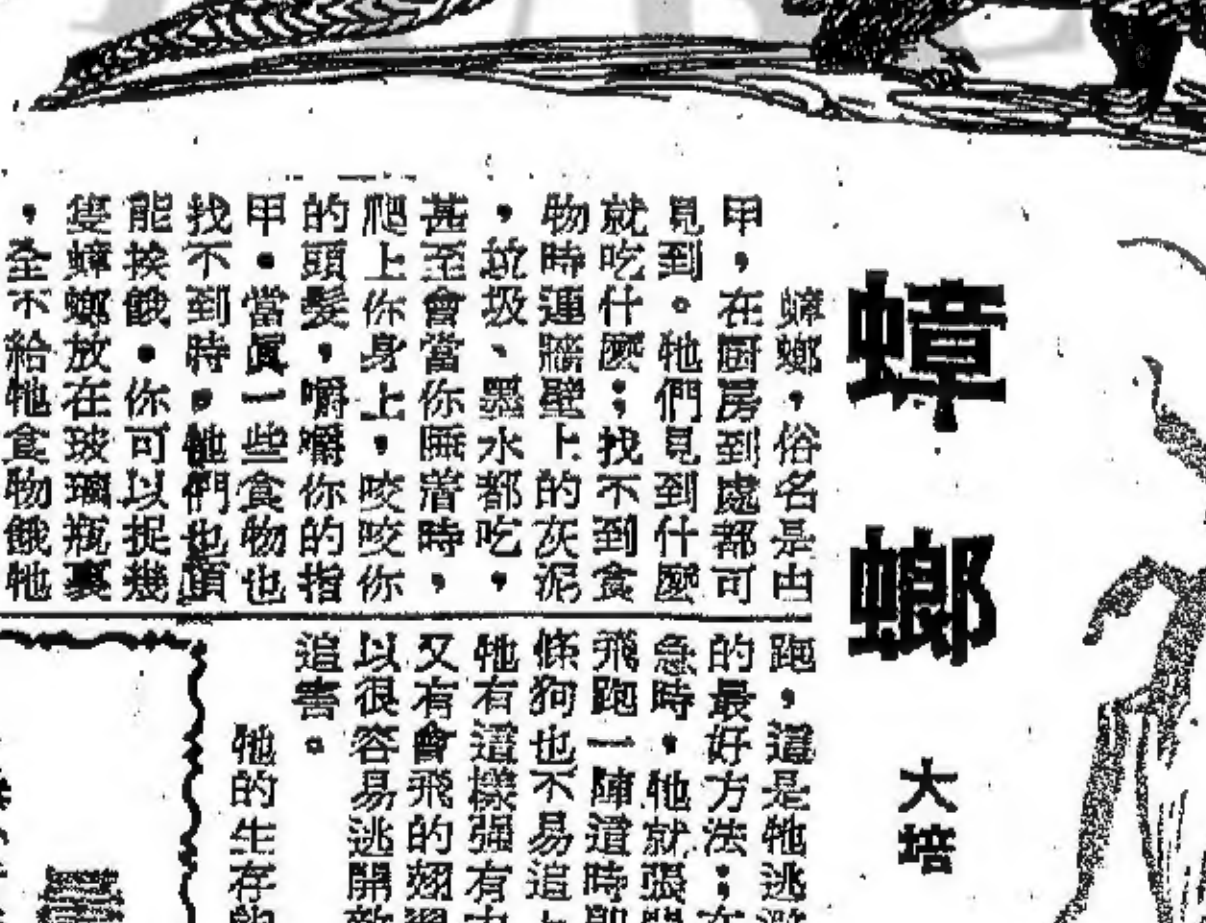 蟑螂
大培
蟑螂，俗名是由
甲，在廚房到處都可
見到。牠們見到什麼
就吃什麼；找不到食
物時連牆壁上的灰泥
、垃圾、墨水都吃，
甚至會當你睡着時，
爬上你身上，咬咬你
的頭髮，嚼嚼你的指
甲。當眞一些食物也
找不到時，牠們也頗
能挨餓。你可以捉幾
隻蟑螂放在玻璃瓶裏
，全不給牠食物餓牠
跑，這是牠逃
的最好方法；在
急時，牠就張
飛跑一陣這時
條狗也不易追上
牠有這樣强有力
又有會飛的翅
以很容易逃開
追害。
牠的生存